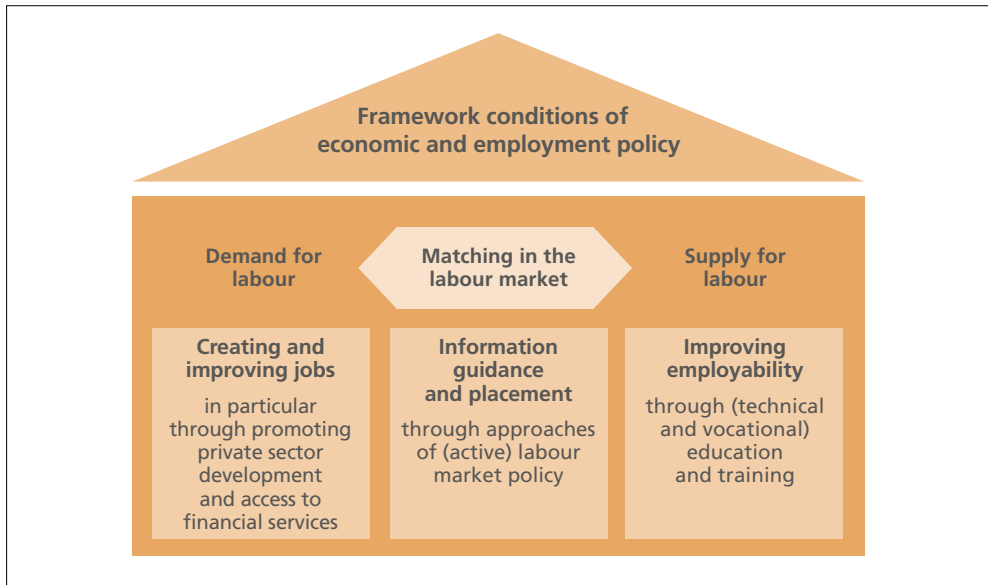 Framework conditions of
economic and employment policy
Demand for
labour
Matching in the
labour market
Supply for
labour
Creating and
improving jobs
in particular
through promoting
private sector
development
and access to
financial services
Information
guidance
and placement
through approaches
of (active) labour
market policy
Improving
employability
through (technical
and vocational)
education
and training